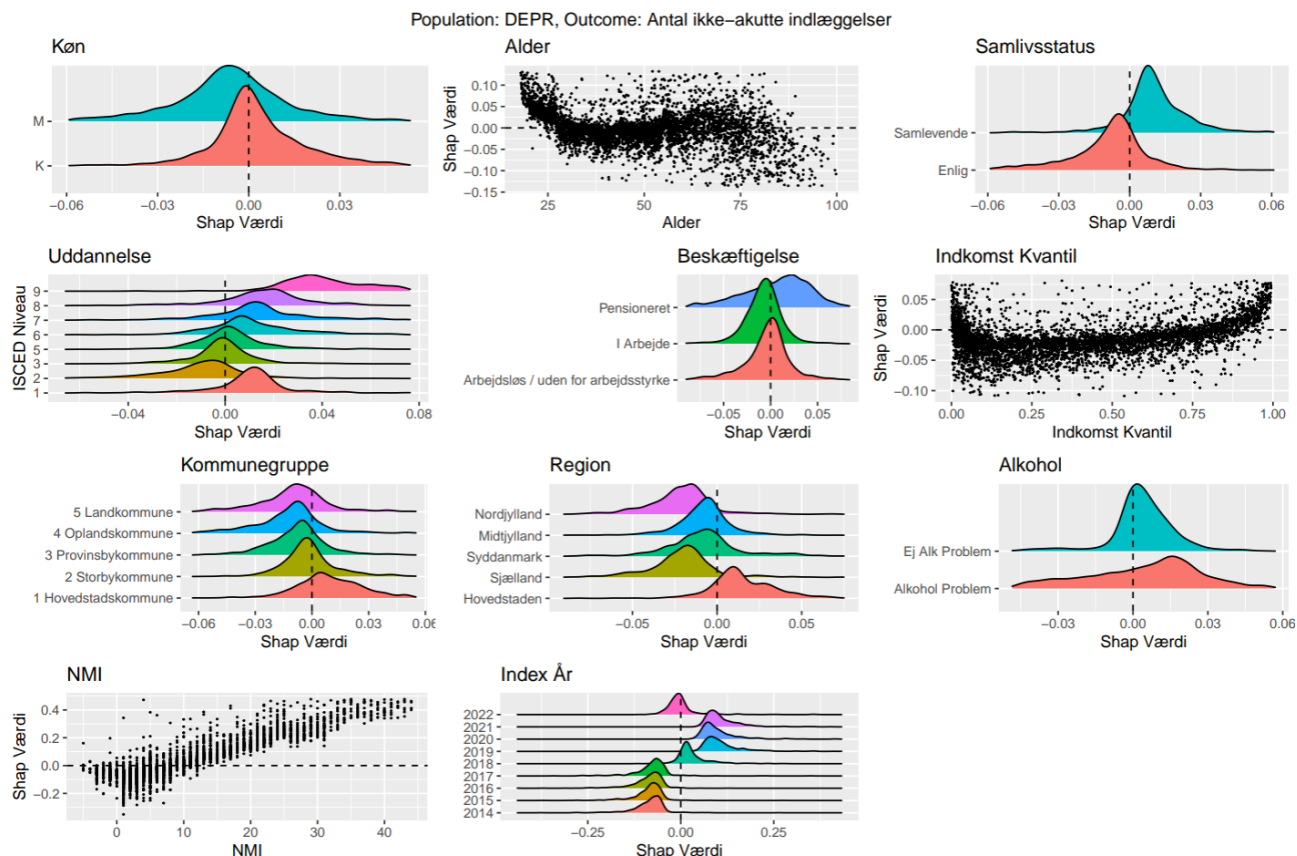 Population: DEPR, Outcome: Antal ikke−akutte indlæggelser
Køn
M
K
−0.06 −0.03 0.00 0.03
Shap Værdi
Alder
Shap Værdi
0.10
0.05
0.00
−0.05
−0.10
−0.15
25 50 75 100
Alder
Samlivsstatus
Samlevende
Enlig
−0.06 −0.03 0.00 0.03 0.06
Shap Værdi
Uddannelse
ISCED Niveau
9
8
7
6
5
3
2
1
−0.04 0.00 0.04 0.08
Shap Værdi
Beskæftigelse
Pensioneret
I Arbejde
Arbejdsløs / uden for arbejdsstyrke
−0.05 0.00 0.05
Shap Værdi
Indkomst Kvantil
Shap Værdi
0.05
0.00
−0.05
−0.10
0.00 0.25 0.50 0.75 1.00
Indkomst Kvantil
Kommunegruppe
5 Landkommune
4 Oplandskommune
3 Provinsbykommune
2 Storbykommune
1 Hovedstadskommune
−0.06 −0.03 0.00 0.03 0.06
Shap Værdi
Region
Nordjylland
Midtjylland
Syddanmark
Sjælland
Hovedstaden
−0.05 0.00 0.05
Shap Værdi
Alkohol
Ej Alk Problem
Alkohol Problem
−0.03 0.00 0.03 0.06
Shap Værdi
NMI
Shap Værdi
0.4
0.2
0.0
−0.2
0 10 20 30 40
NMI
Index År
2022
2021
2020
2019
2018
2017
2016
2015
2014
−0.25 0.00 0.25
Shap Værdi